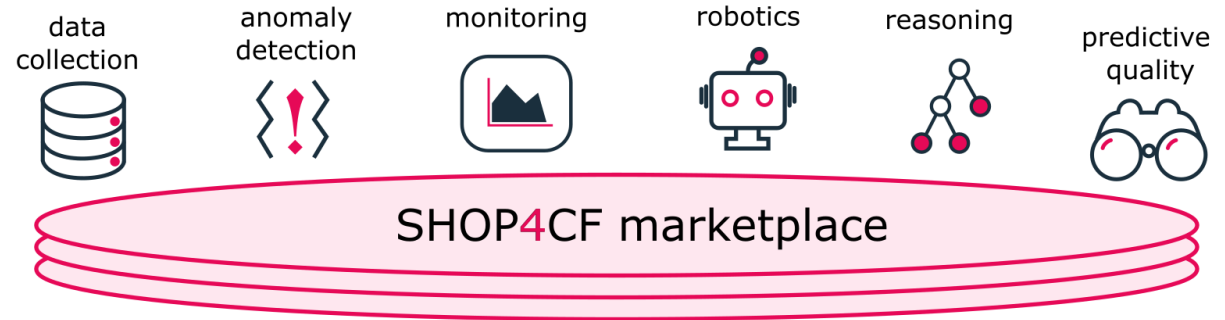 data
collection
anomaly
detection
monitoring
robotics
reasoning
predictive
quality
SHOP4CF marketplace